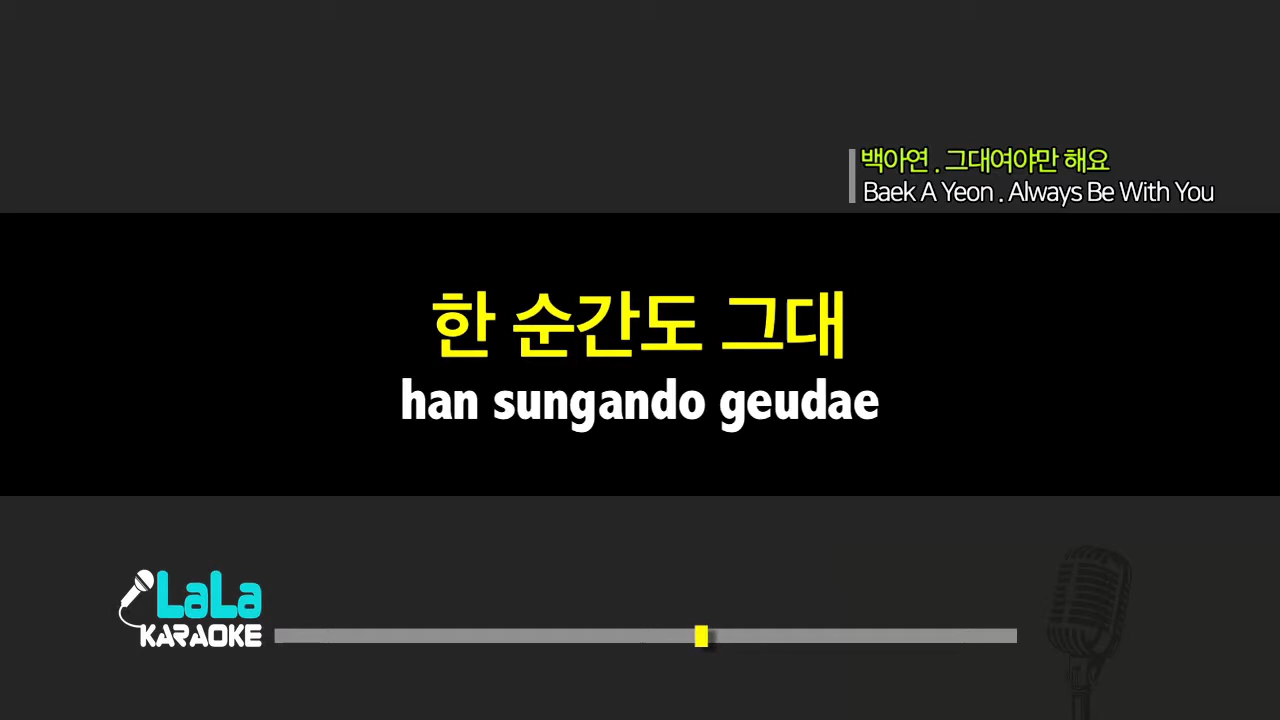 백아연 . 그대여야만 해요
Baek A Yeon . Always Be With You
한 순간도 그대
han sungando geudae
LaLa
KARAOKE